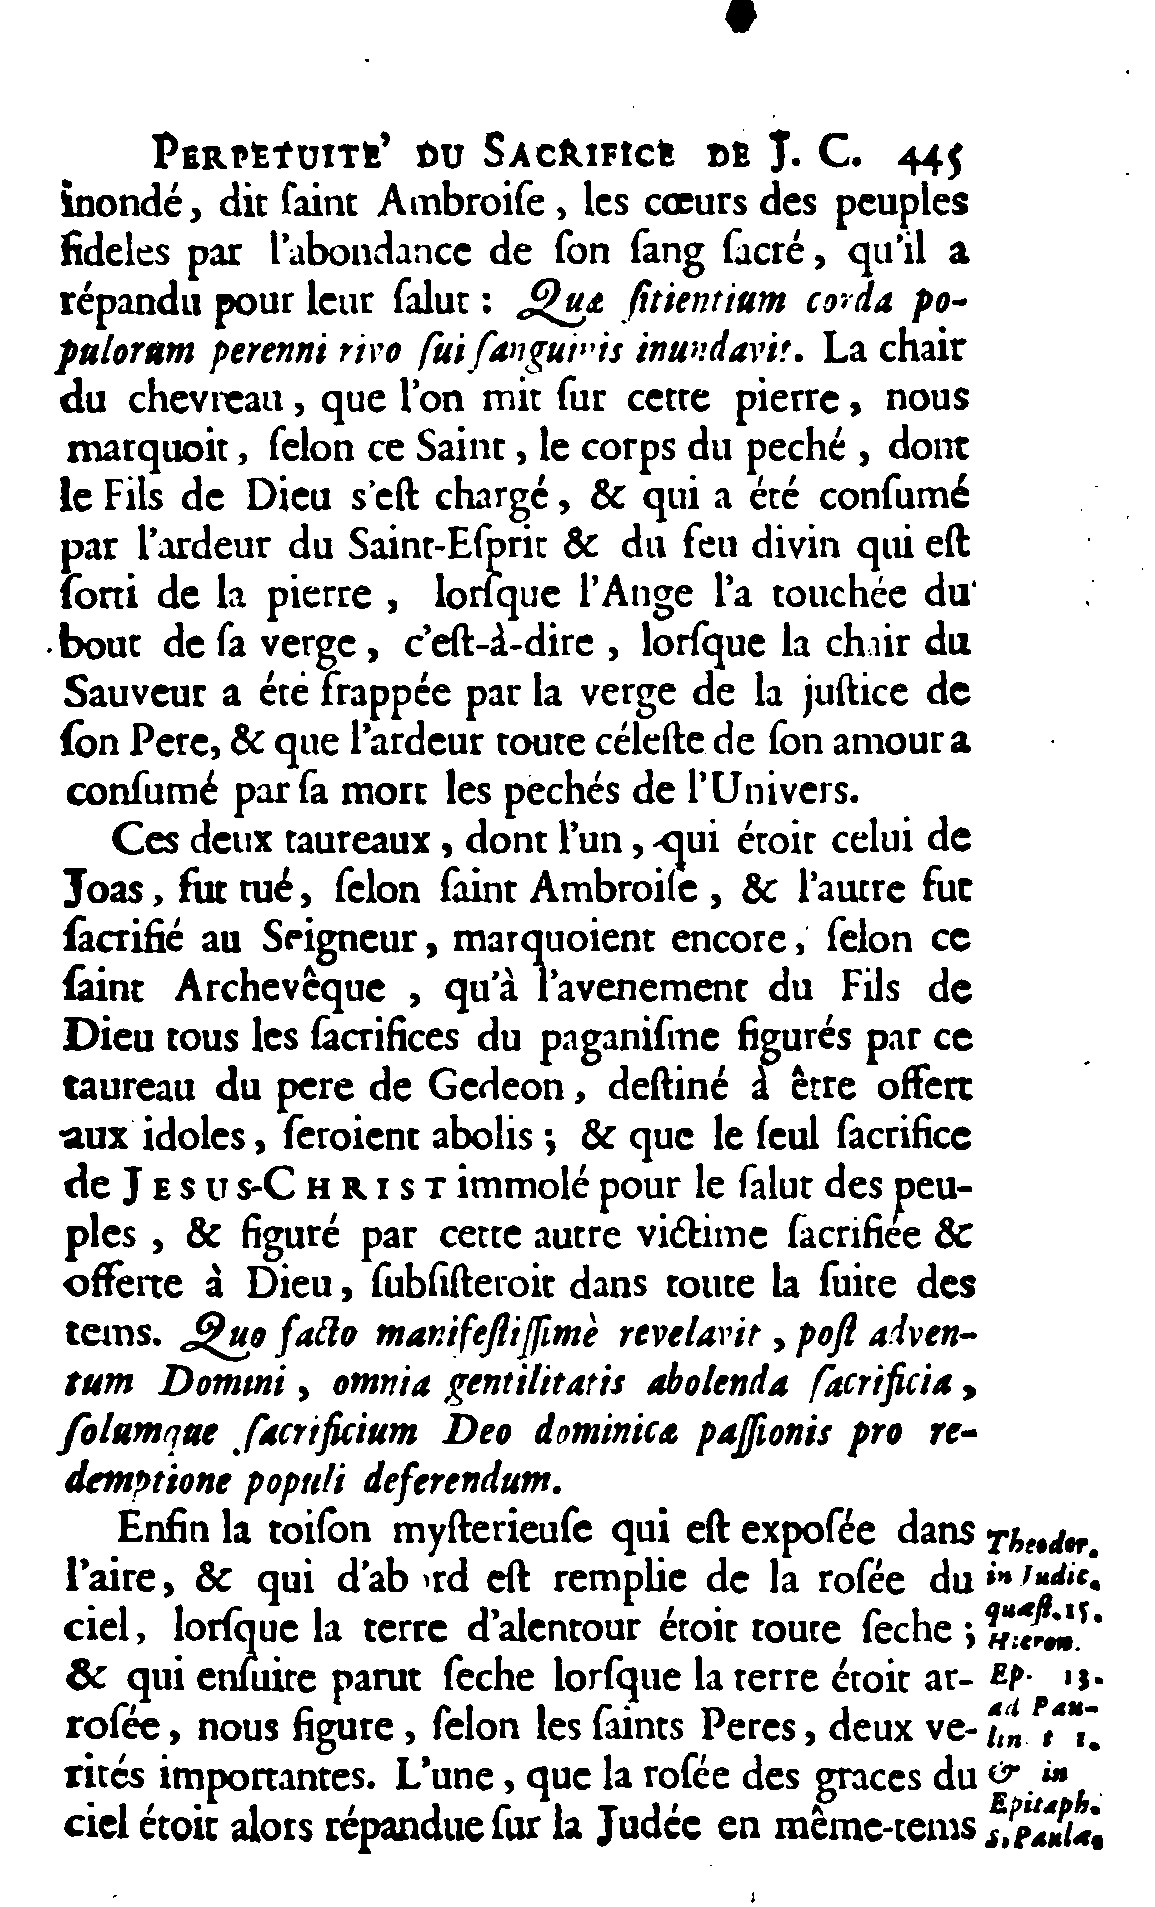 PERPETUITE' DU SACRIFICE DE J. C. 445
inondé, dit ſaint Ambroiſe, les cœurs des peuples
fideles par l'abondance de ſon ſang ſacré, qu'il a
répandu pour leur ſalut : Quæ ſitientium corda po-
pulorum perenni rivo ſui ſanguinis inundavit. La chair
du chevreau, que l'on mit ſur cette pierre, nous
marquoit, ſelon ce Saint, le corps du peché, dont
le Fils de Dieu s'eſt chargé, & qui a été conſumé
par l'ardeur du Saint-Eſprit & du feu divin qui eſt
ſorti de la pierre, lorſque l'Ange l'a touchée du
bout de ſa verge, c'eſt-à-dire, lorſque la chair du
Sauveur a été frappée par la verge de la juſtice de
ſon Pere, & que l'ardeur toute céleſte de ſon amour a
conſumé par ſa mort les pechés de l'Univers.
Ces deux taureaux, dont l'un, qui étoit celui de
Joas, fut tué, ſelon ſaint Ambroiſe, & l'autre fut
ſacrifié au Seigneur, marquoient encore, ſelon ce
ſaint Archevêque, qu'à l'avenement du Fils de
Dieu tous les ſacrifices du paganiſme figurés par ce
taureau du pere de Gedeon, deſtiné à être offert
aux idoles, ſeroient abolis; & que le ſeul ſacrifice
de JESUS-CHRIST immolé pour le ſalut des peu-
ples, & figuré par cette autre victime ſacrifiée &
offerte à Dieu, ſubſiſteroit dans toute la ſuite des
tems. Quo facto manifeſtiſſimè revelavit, poſt adven-
tum Domini, omnia gentilitatis abolenda ſacrificia,
ſolumque ſacrificium Deo dominicæ paſſionis pro re-
demptione populi deferendum.
Enfin la toiſon myſterieuſe qui eſt expoſée dans
l'aire, & qui d'abord eſt remplie de la roſée du
ciel, lorſque la terre d'alentour étoit toute ſeche;
& qui enſuite parut ſeche lorſque la terre étoit ar-
roſée, nous figure, ſelon les ſaints Peres, deux ve-
rités importantes. L'une, que la roſée des graces du
ciel étoit alors répandue ſur la Judée en même-tems
Theodor.
in Judic.
quæſt. 15.
Hieron.
Ep. 13.
ad Pau-
lin t 1.
& in
Epitaph.
S. Paulæ.